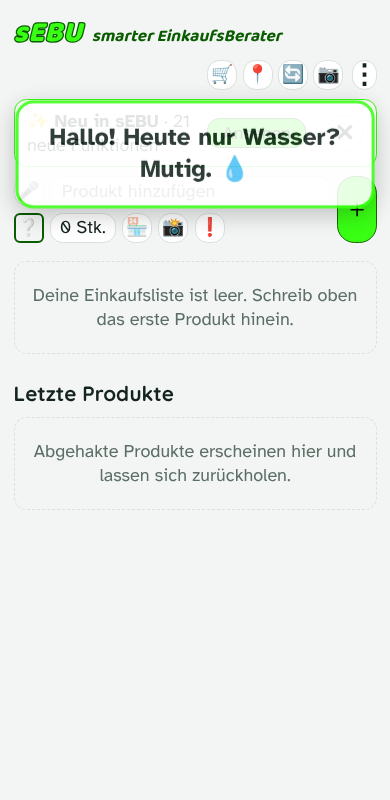 sEBU smarter EinkaufsBerater
✨ Neu in sEBU · 21
neue Funktionen
Hallo! Heute nur Wasser?
Mutig. 💧
Produkt hinzufügen
+
❔ 0 Stk. ❗
Deine Einkaufsliste ist leer. Schreib oben
das erste Produkt hinein.
Letzte Produkte
Abgehakte Produkte erscheinen hier und
lassen sich zurückholen.